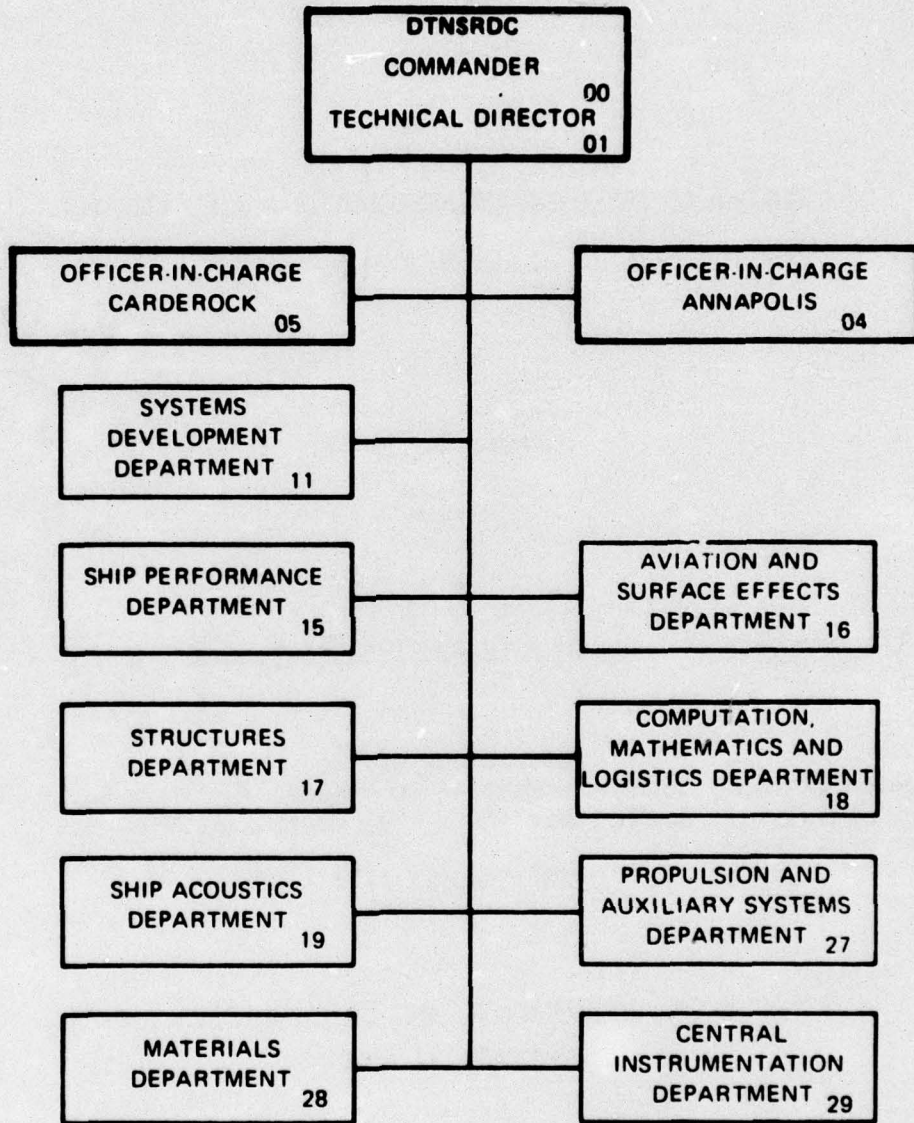 DTNSRDC
COMMANDER
00
TECHNICAL DIRECTOR
01
OFFICER-IN-CHARGE
CARDEROCK
05
OFFICER-IN-CHARGE
ANNAPOLIS
04
SYSTEMS
DEVELOPMENT
DEPARTMENT
11
SHIP PERFORMANCE
DEPARTMENT
15
AVIATION AND
SURFACE EFFECTS
DEPARTMENT 16
STRUCTURES
DEPARTMENT
17
COMPUTATION,
MATHEMATICS AND
LOGISTICS DEPARTMENT
18
SHIP ACOUSTICS
DEPARTMENT
19
PROPULSION AND
AUXILIARY SYSTEMS
DEPARTMENT 27
MATERIALS
DEPARTMENT
28
CENTRAL
INSTRUMENTATION
DEPARTMENT 29